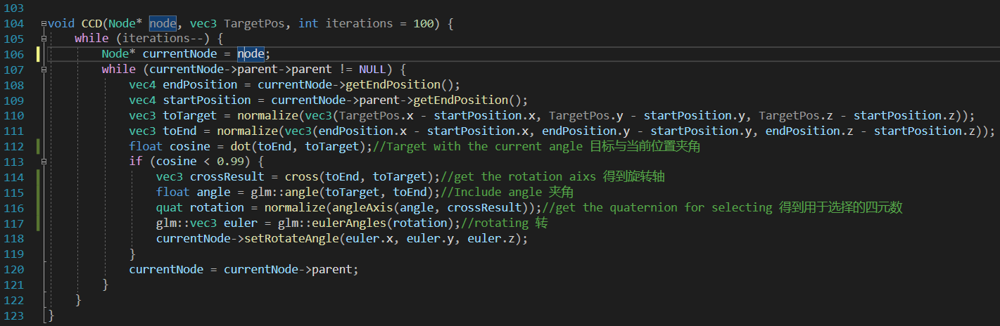 103
104 void CCD(Node* node, vec3 TargetPos, int iterations = 100) {
105 while (iterations--) {
106 Node* currentNode = node;
107 while (currentNode->parent->parent != NULL) {
108 vec4 endPosition = currentNode->getEndPosition();
109 vec4 startPosition = currentNode->parent->getEndPosition();
110 vec3 toTarget = normalize(vec3(TargetPos.x - startPosition.x, TargetPos.y - startPosition.y, TargetPos.z - startPosition.z));
111 vec3 toEnd = normalize(vec3(endPosition.x - startPosition.x, endPosition.y - startPosition.y, endPosition.z - startPosition.z));
112 float cosine = dot(toEnd, toTarget);//Target with the current angle 目标与当前位置夹角
113 if (cosine < 0.99) {
114 vec3 crossResult = cross(toEnd, toTarget);//get the rotation aixs 得到旋转轴
115 float angle = glm::angle(toTarget, toEnd);//Include angle 夹角
116 quat rotation = normalize(angleAxis(angle, crossResult));//get the quaternion for selecting 得到用于选择的四元数
117 glm::vec3 euler = glm::eulerAngles(rotation);//rotating 转
118 currentNode->setRotateAngle(euler.x, euler.y, euler.z);
119 }
120 currentNode = currentNode->parent;
121 }
122 }
123 }